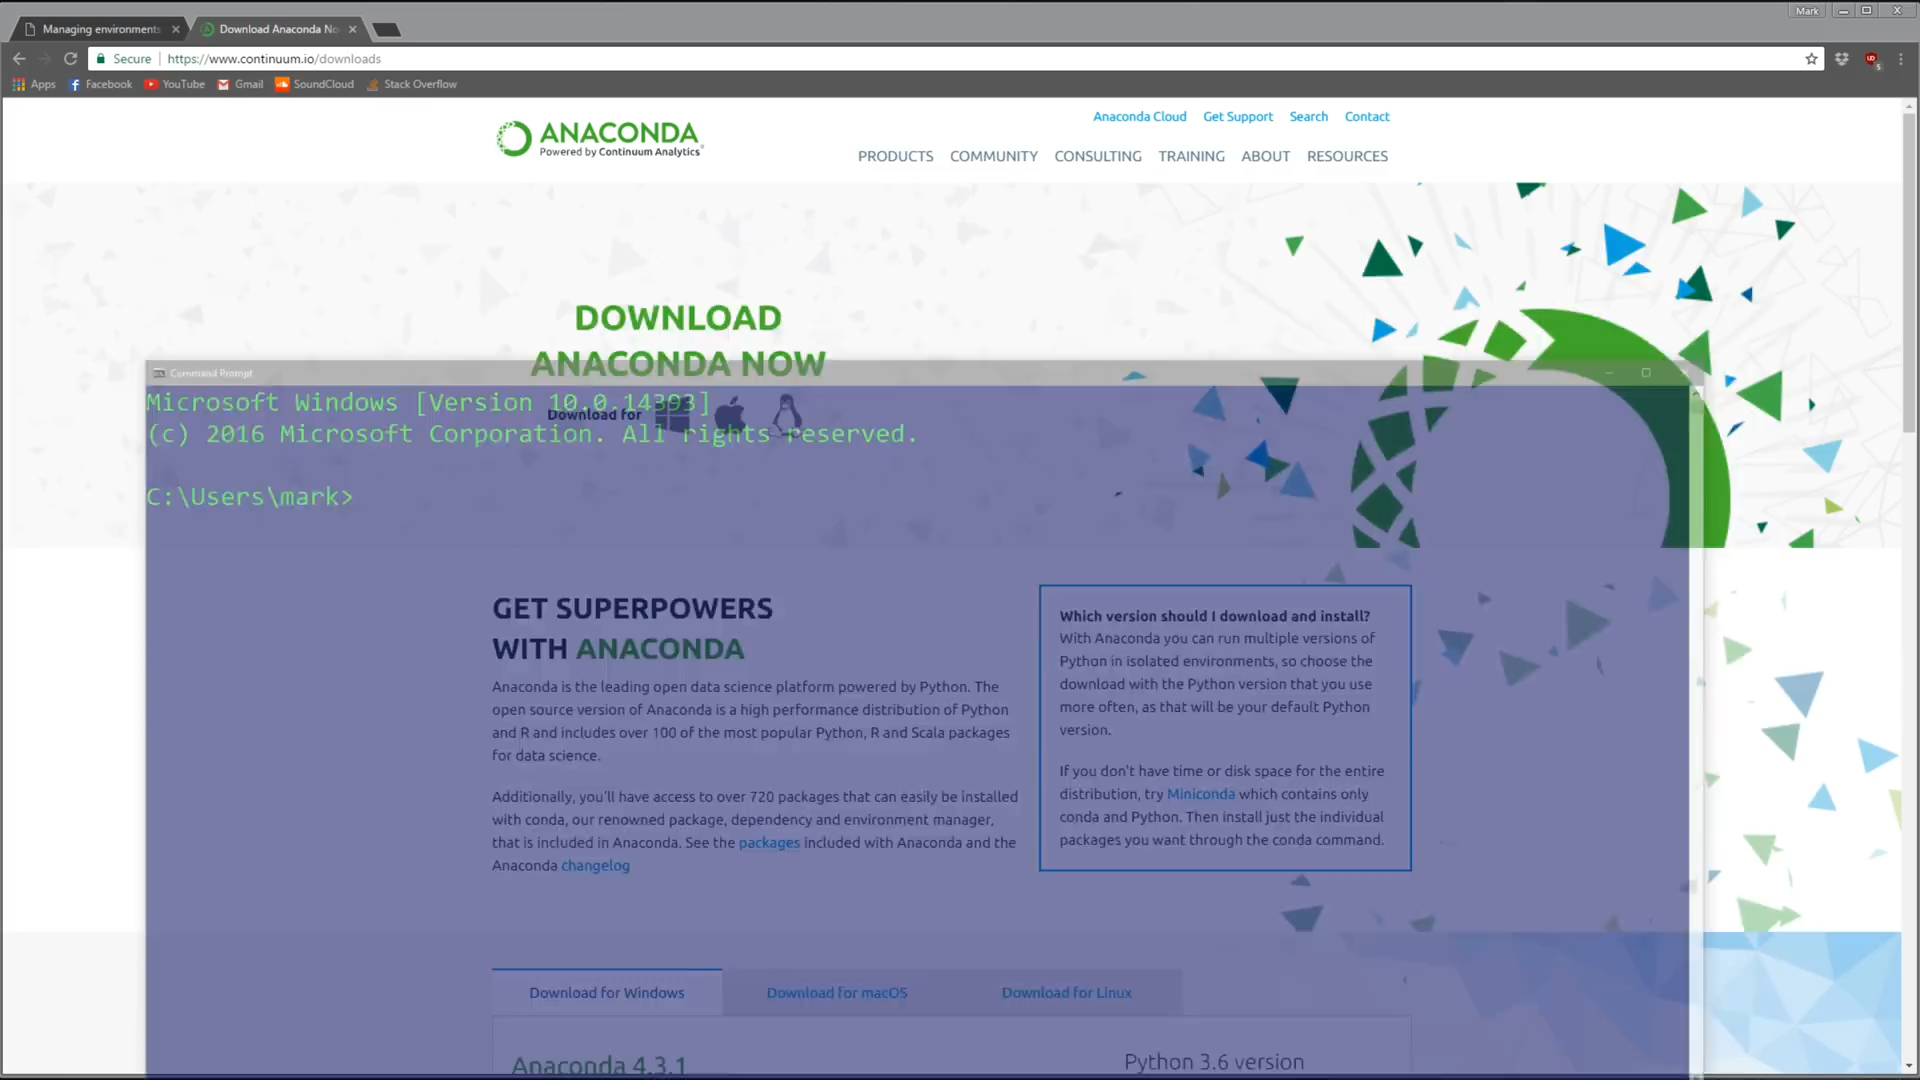 Mark
Managing environments
Download Anaconda No
Secure
https://www.continuum.io/downloads
Apps
Facebook
YouTube
Gmail
SoundCloud
Stack Overflow
Anaconda Cloud
Get Support
Search
Contact
ANACONDA
Powered by Continuum Analytics
PRODUCTS
COMMUNITY
CONSULTING
TRAINING
ABOUT
RESOURCES
DOWNLOAD
ANACONDA NOW
Download for
Command Prompt
Microsoft Windows [Version 10.0.14393]
(c) 2016 Microsoft Corporation. All rights reserved.
C:\Users\mark>
GET SUPERPOWERS
WITH ANACONDA
Anaconda is the leading open data science platform powered by Python. The
open source version of Anaconda is a high performance distribution of Python
and R and includes over 100 of the most popular Python, R and Scala packages
for data science.
Additionally, you'll have access to over 720 packages that can easily be installed
with conda, our renowned package, dependency and environment manager,
that is included in Anaconda. See the packages included with Anaconda and the
Anaconda changelog
Which version should I download and install?
With Anaconda you can run multiple versions of
Python in isolated environments, so choose the
download with the Python version that you use
more often, as that will be your default Python
version.
If you don't have time or disk space for the entire
distribution, try Miniconda which contains only
conda and Python. Then install just the individual
packages you want through the conda command.
Download for Windows
Download for macOS
Download for Linux
Anaconda 4.3.1
Python 3.6 version